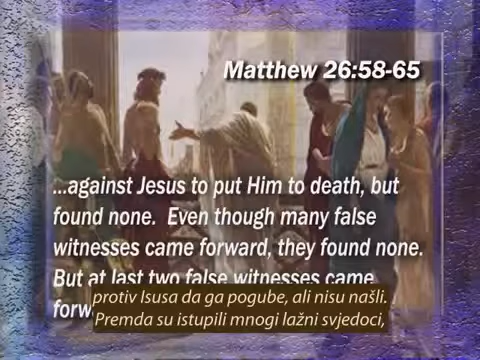 Matthew 26:58-65
...against Jesus to put Him to death, but
found none. Even though many false
witnesses came forward, they found none.
But at last two false witnesses came
forw
protiv Isusa da ga pogube, ali nisu našli.
Premda su istupili mnogi lažni svjedoci,